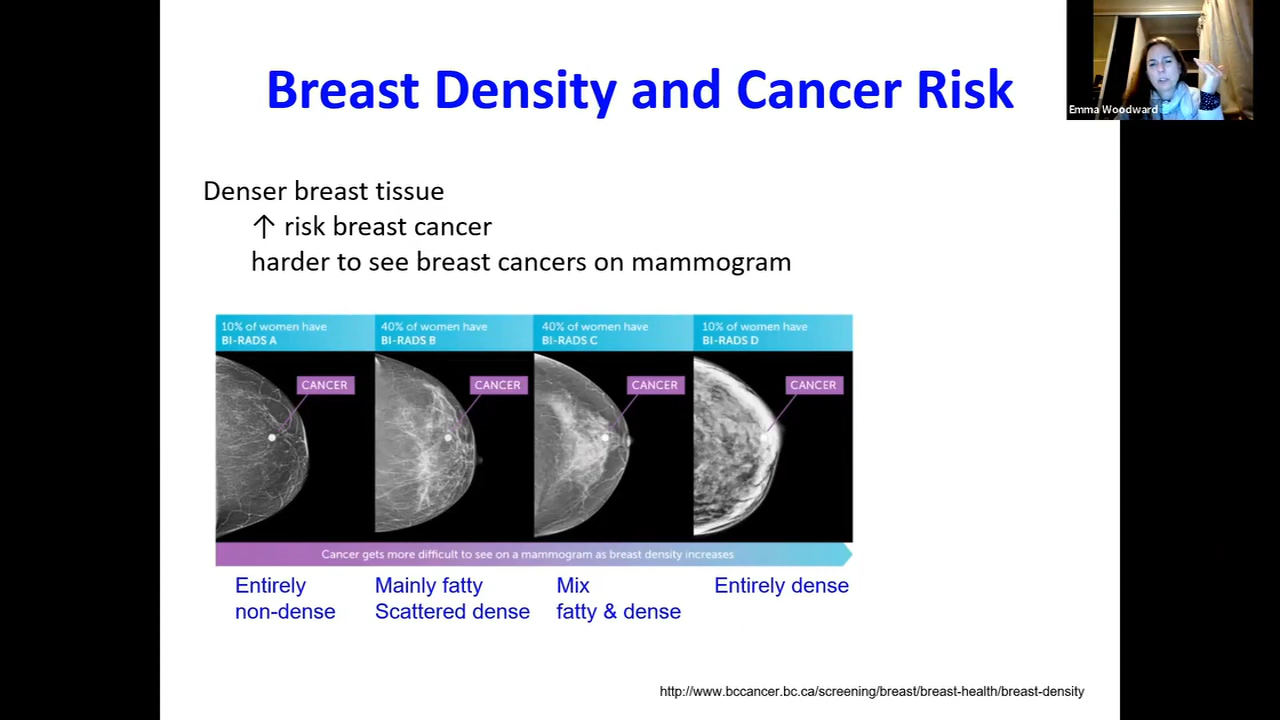 Breast Density and Cancer Risk
Emma Woodward
Denser breast tissue
↑ risk breast cancer
harder to see breast cancers on mammogram
10% of women have
BI-RADS A
40% of women have
BI-RADS B
40% of women have
BI-RADS C
10% of women have
BI-RADS D
CANCER
CANCER
CANCER
CANCER
Cancer gets more difficult to see on a mammogram as breast density increases
Entirely
non-dense
Mainly fatty
Scattered dense
Mix
fatty & dense
Entirely dense
http://www.bccancer.bc.ca/screening/breast/breast-health/breast-density